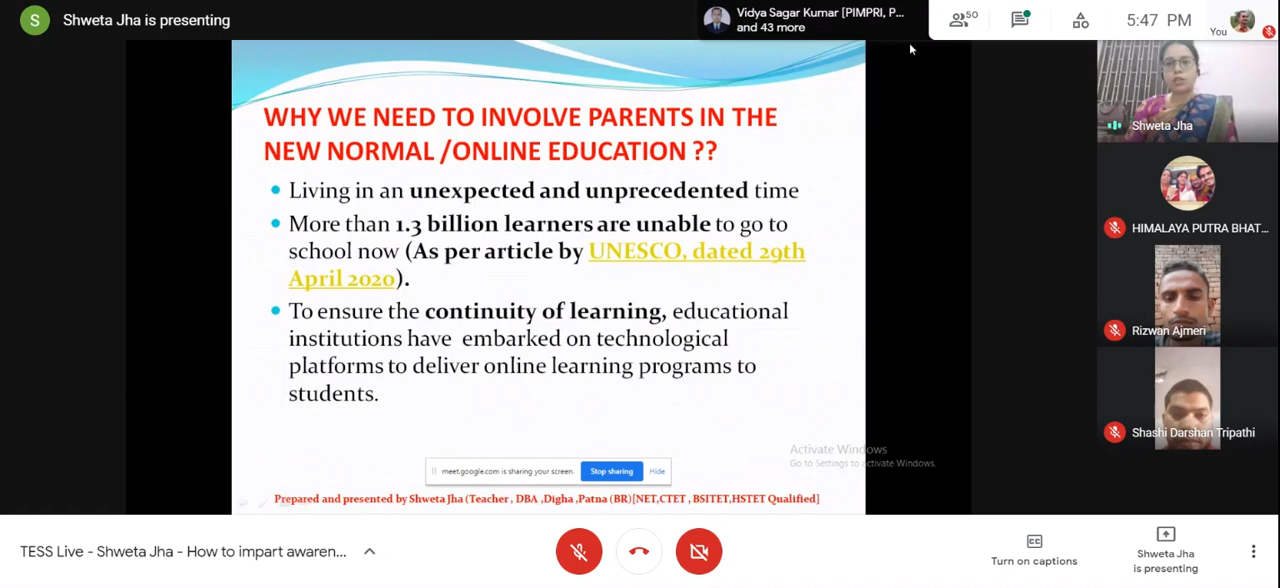 S
Shweta Jha is presenting
Vidya Sagar Kumar [PIMPRI, P...
and 43 more
50
5:47 PM
You
WHY WE NEED TO INVOLVE PARENTS IN THE
NEW NORMAL /ONLINE EDUCATION ??
Living in an unexpected and unprecedented time
More than 1.3 billion learners are unable to go to
school now (As per article by UNESCO, dated 29th
April 2020).
To ensure the continuity of learning, educational
institutions have embarked on technological
platforms to deliver online learning programs to
students.
Shweta Jha
HIMALAYA PUTRA BHAT...
Rizwan Ajmeri
Shashi Darshan Tripathi
Activate Windows
Go to Settings to activate Windows.
meet.google.com is sharing your screen.
Stop sharing
Hide
Prepared and presented by Shweta Jha (Teacher, DBA ,Digha ,Patna (BR)[NET,CTET , BSITET,HSTET Qualified]
TESS Live - Shweta Jha - How to impart awaren...
CC
Turn on captions
Shweta Jha
is presenting